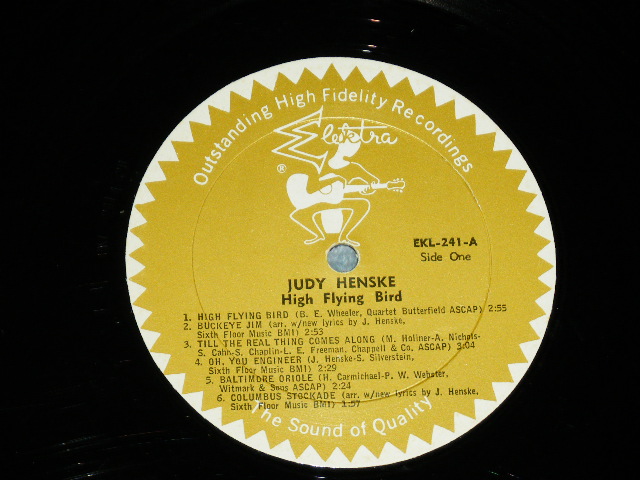 Outstanding High Fidelity Recordings
Elektra
®
EKL-241-A
Side One
JUDY HENSKE
High Flying Bird
1. HIGH FLYING BIRD (B. E. Wheeler, Quartet Butterfield ASCAP) 2:55
2. BUCKEYE JIM (arr. w/new lyrics by J. Henske,
Sixth Floor Music BMI) 2:53
3. TILL THE REAL THING COMES ALONG (M. Holiner-A. Nichols-
S. Cahn-S. Chaplin-L. E. Freeman, Chappell & Co. ASCAP) 3:04
4. OH, YOU ENGINEER (J. Henske-S. Silverstein,
Sixth Floor Music BMI) 2:29
5. BALTIMORE ORIOLE (H. Carmichael-P. W. Webster,
Witmark & Sons ASCAP) 2:24
6. COLUMBUS STOCKADE (arr. w/new lyrics by J. Henske,
Sixth Floor Music BMI) 1:57
The Sound of Quality